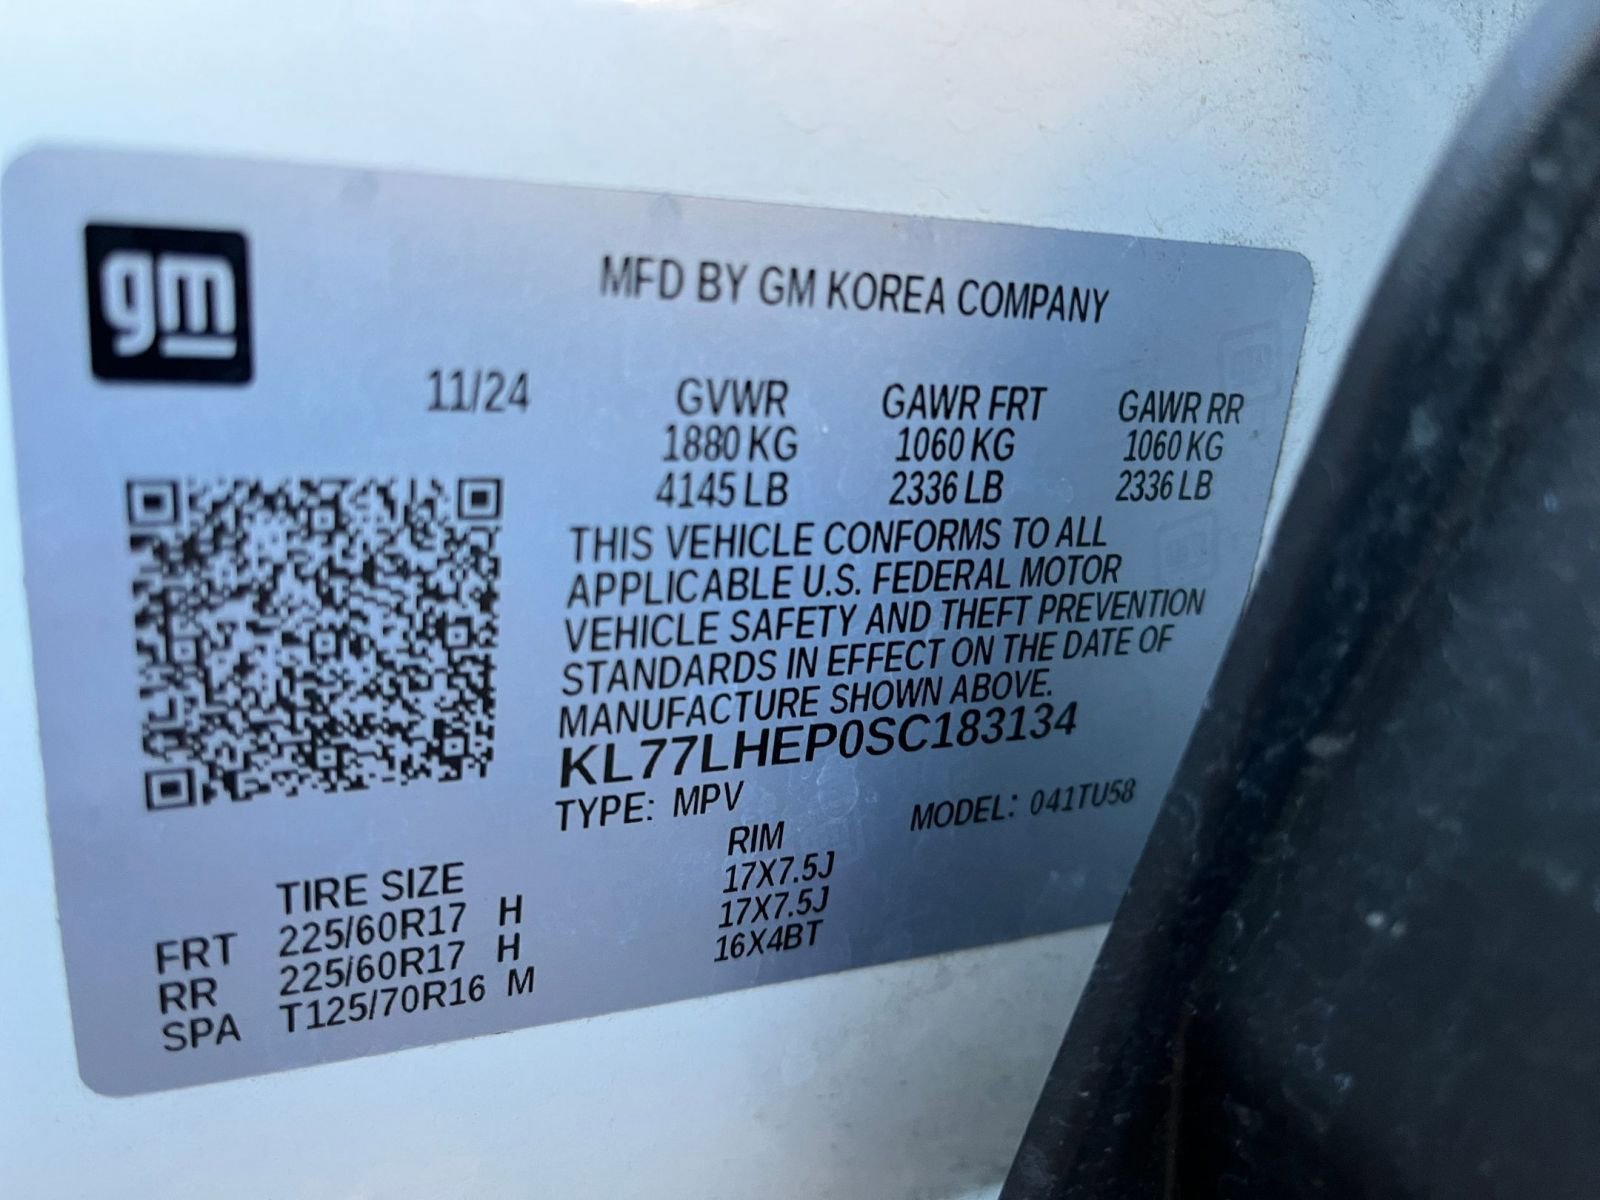 gm
MFD BY GM KOREA COMPANY
11/24 GVWR GAWR FRT GAWR RR
1880 KG 1060 KG 1060 KG
4145 LB 2336 LB 2336 LB
THIS VEHICLE CONFORMS TO ALL
APPLICABLE U.S. FEDERAL MOTOR
VEHICLE SAFETY AND THEFT PREVENTION
STANDARDS IN EFFECT ON THE DATE OF
MANUFACTURE SHOWN ABOVE.
KL77LHEP0SC183134
TYPE: MPV MODEL: 041TU58
TIRE SIZE RIM
FRT 225/60R17 H 17X7.5J
RR 225/60R17 H 17X7.5J
SPA T125/70R16 M 16X4BT